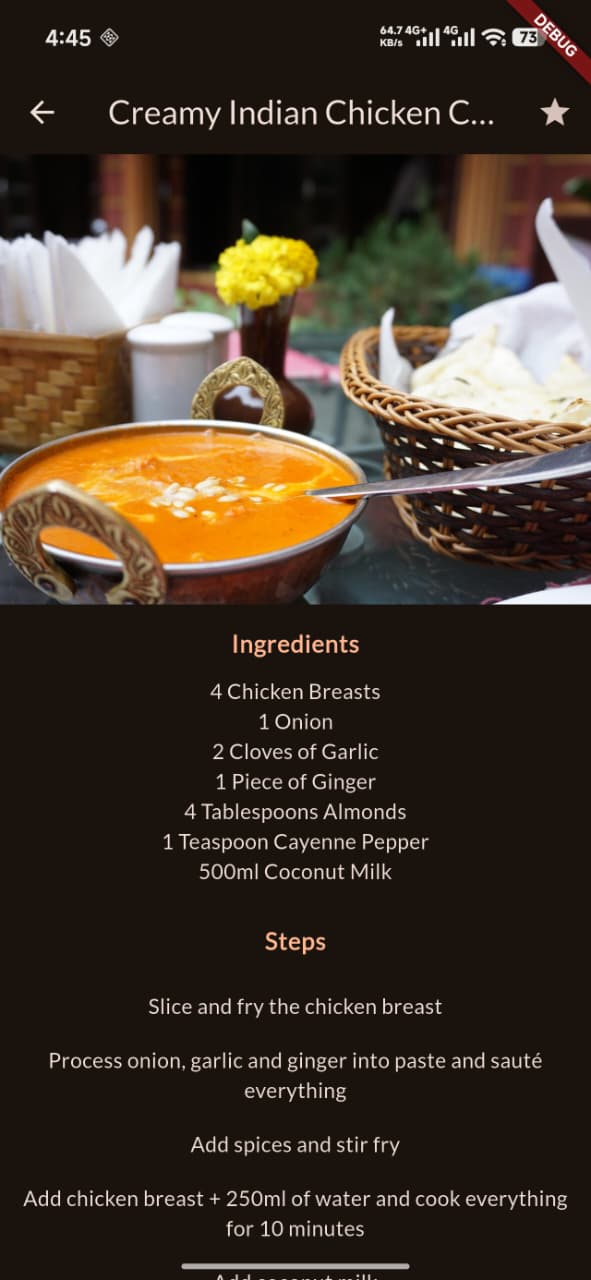 4:45
64.7 KB/s 4G+ 4G 73
DEBUG
Creamy Indian Chicken C...
Ingredients
4 Chicken Breasts
1 Onion
2 Cloves of Garlic
1 Piece of Ginger
4 Tablespoons Almonds
1 Teaspoon Cayenne Pepper
500ml Coconut Milk
Steps
Slice and fry the chicken breast
Process onion, garlic and ginger into paste and sauté
everything
Add spices and stir fry
Add chicken breast + 250ml of water and cook everything
for 10 minutes
Add coconut milk